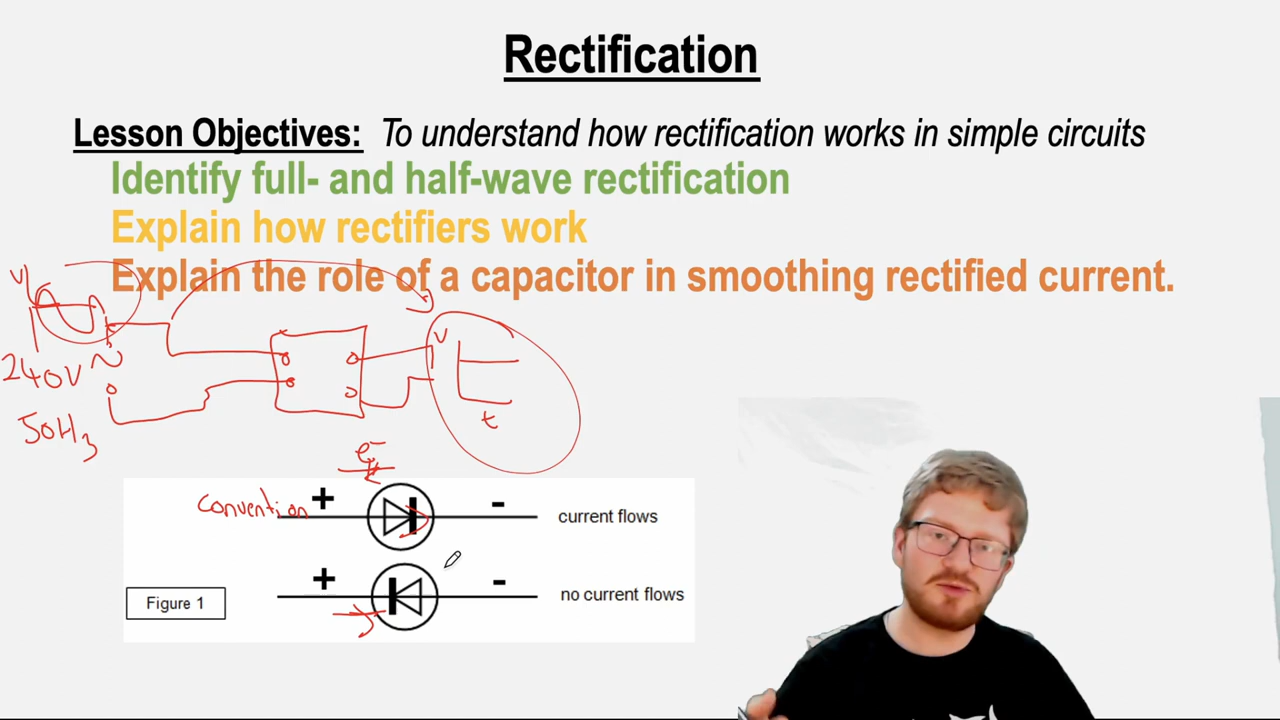 Rectification
Lesson Objectives: To understand how rectification works in simple circuits
Identify full- and half-wave rectification
Explain how rectifiers work
Explain the role of a capacitor in smoothing rectified current.
V
V
240V ~
50Hz
t
e-
Convention + - current flows
+ - no current flows
Figure 1